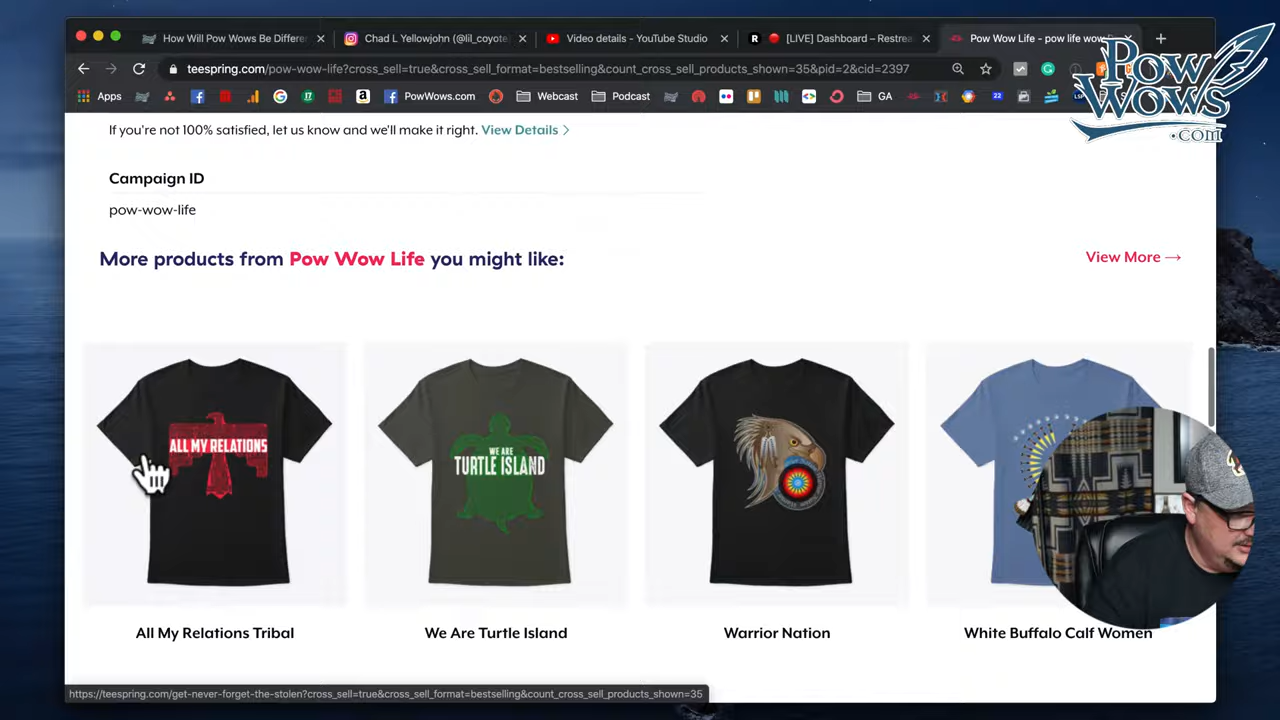 How Will Pow Wows Be Differe
Chad L Yellowjohn (@lil_coyote
Video details - YouTube Studio
[LIVE] Dashboard – Restrea
Pow Wow Life - pow life wow
teespring.com/pow-wow-life?cross_sell=true&cross_sell_format=bestselling&count_cross_sell_products_shown=35&pid=2&cid=2397
Apps
PowWows.com
Webcast
Podcast
GA
Pow
Wows
.com
If you're not 100% satisfied, let us know and we'll make it right. View Details
Campaign ID
pow-wow-life
More products from Pow Wow Life you might like:
View More →
ALL MY RELATIONS
WE ARE
TURTLE ISLAND
All My Relations Tribal
We Are Turtle Island
Warrior Nation
White Buffalo Calf Women
https://teespring.com/get-never-forget-the-stolen?cross_sell=true&cross_sell_format=bestselling&count_cross_sell_products_shown=35